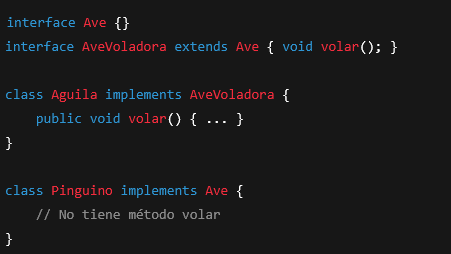 interface Ave {}
interface AveVoladora extends Ave { void volar(); }
class Aguila implements AveVoladora {
    public void volar() { ... }
}
class Pinguino implements Ave {
    // No tiene método volar
}